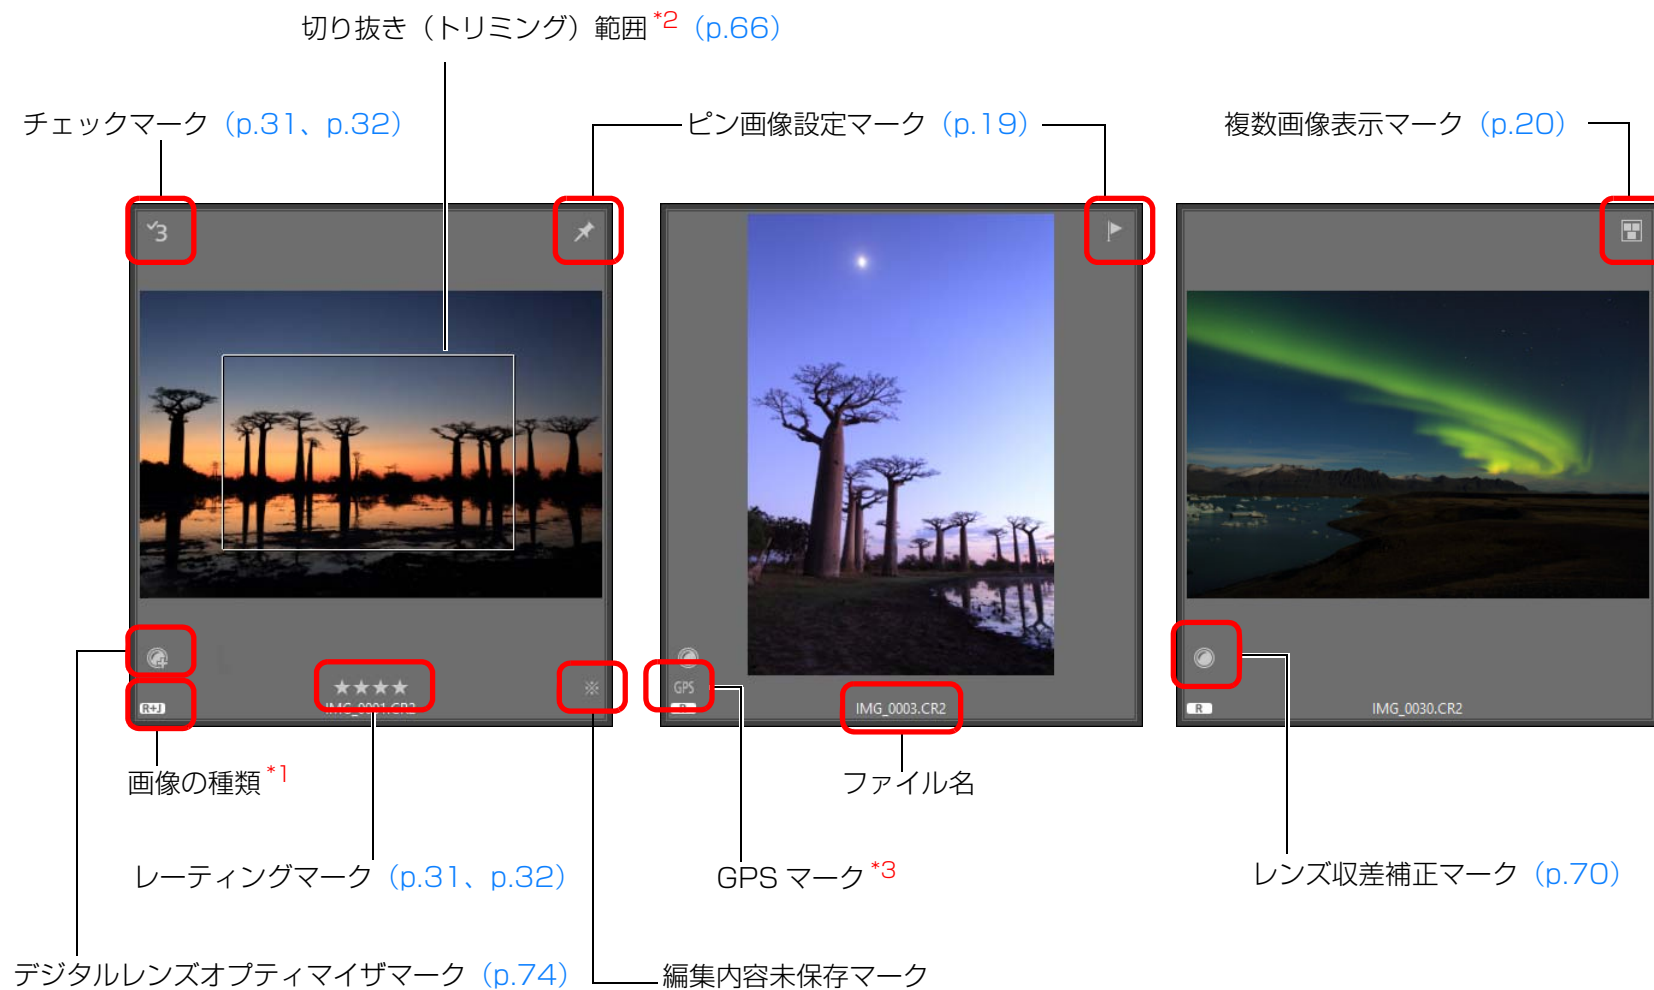 切り抜き（トリミング）範囲*2（p.66）
チェックマーク（p.31、p.32）
ピン画像設定マーク（p.19）
複数画像表示マーク（p.20）
3
★★★★
※
R+J
IMG_0001.CR2
GPS
R
IMG_0003.CR2
R
IMG_0030.CR2
画像の種類*1
ファイル名
レーティングマーク（p.31、p.32）
GPS マーク*3
レンズ収差補正マーク（p.70）
デジタルレンズオプティマイザマーク（p.74）
編集内容未保存マーク